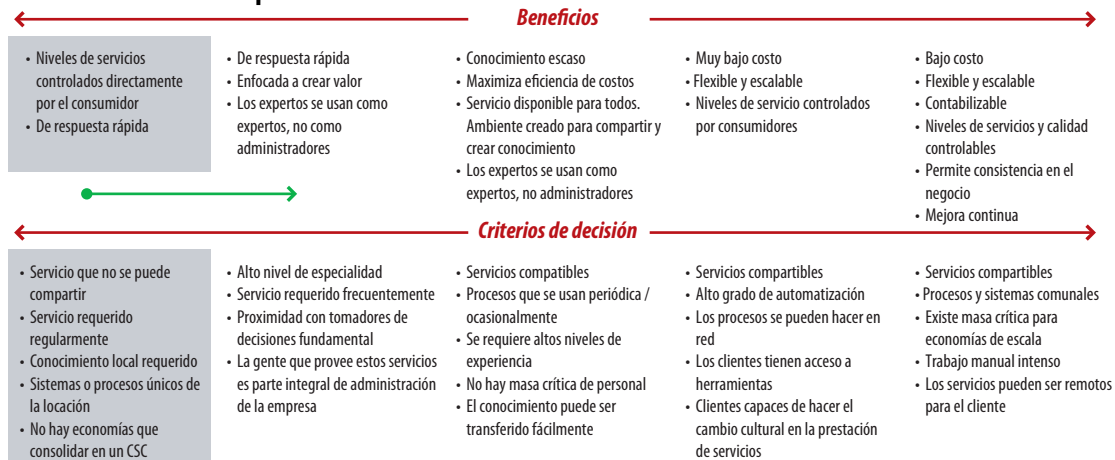 Beneficios
• Niveles de servicios
controlados directamente
por el consumidor
• De respuesta rápida
• De respuesta rápida
• Enfocada a crear valor
• Los expertos se usan como
expertos, no como
administradores
• Conocimiento escaso
• Maximiza eficiencia de costos
• Servicio disponible para todos.
Ambiente creado para compartir y
crear conocimiento
• Los expertos se usan como
expertos, no administradores
• Muy bajo costo
• Flexible y escalable
• Niveles de servicio controlados
por consumidores
• Bajo costo
• Flexible y escalable
• Contabilizable
• Niveles de servicios y calidad
controlables
• Permite consistencia en el
negocio
• Mejora continua
Criterios de decisión
• Servicio que no se puede
compartir
• Servicio requerido
regularmente
• Conocimiento local requerido
• Sistemas o procesos únicos de
la locación
• No hay economías que
consolidar en un CSC
• Alto nivel de especialidad
• Servicio requerido frecuentemente
• Proximidad con tomadores de
decisiones fundamental
• La gente que provee estos servicios
es parte integral de administración
de la empresa
• Servicios compatibles
• Procesos que se usan periódica /
ocasionalmente
• Se requiere altos niveles de
experiencia
• No hay masa crítica de personal
• El conocimiento puede ser
transferido fácilmente
• Servicios compartibles
• Alto grado de automatización
• Los procesos se pueden hacer en
red
• Los clientes tienen acceso a
herramientas
• Clientes capaces de hacer el
cambio cultural en la prestación
de servicios
• Servicios compartibles
• Procesos y sistemas comunales
• Existe masa crítica para
economías de escala
• Trabajo manual intenso
• Los servicios pueden ser remotos
para el cliente